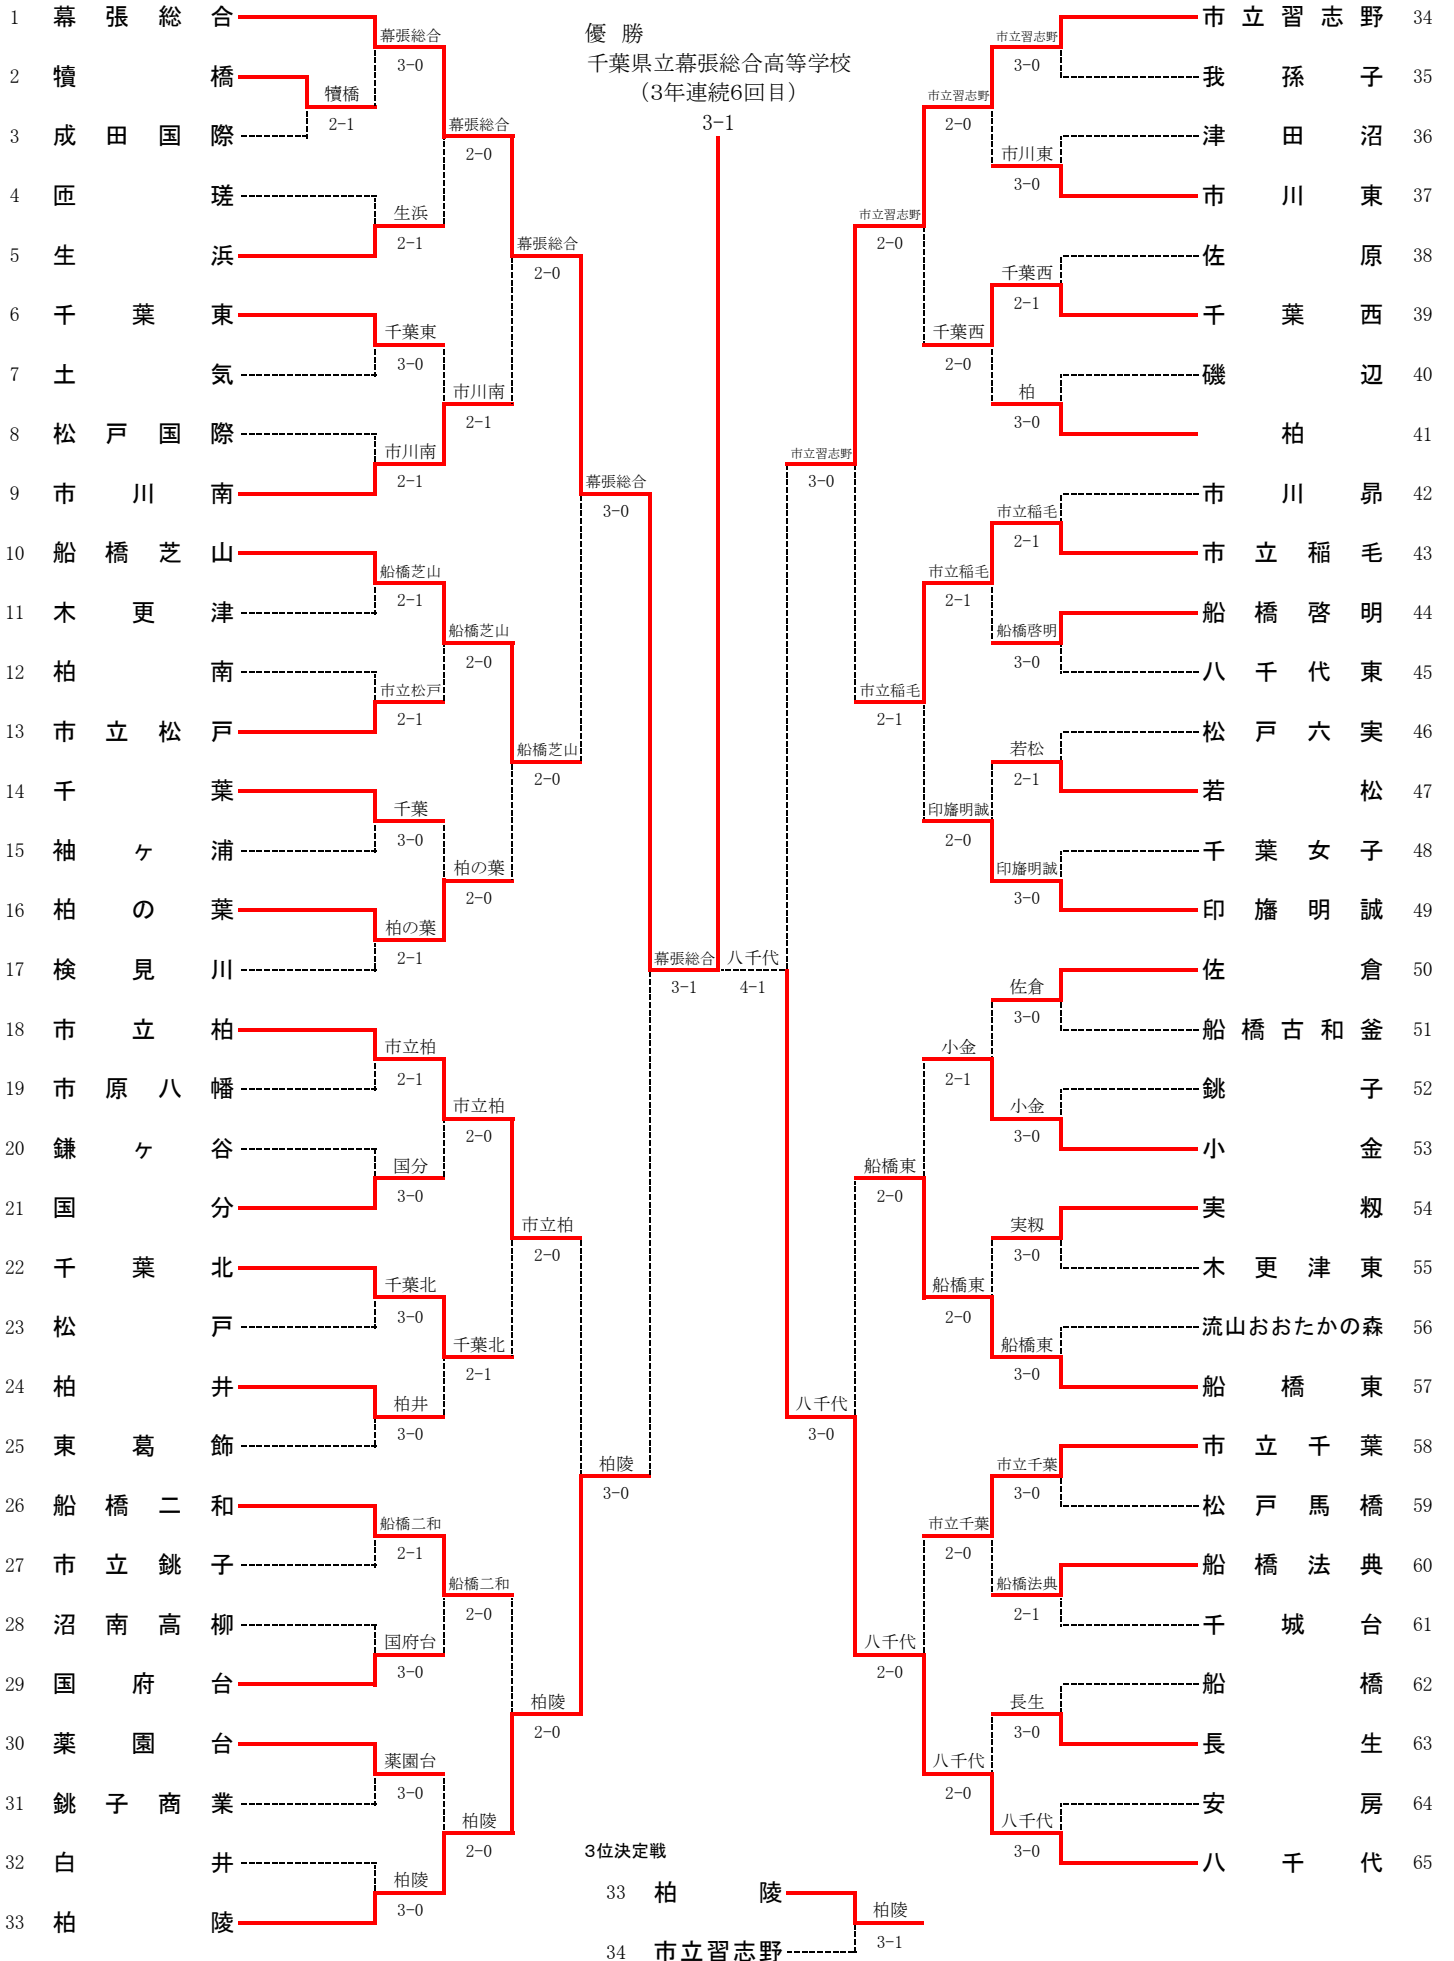 優勝
千葉県立幕張総合高等学校
（3年連続6回目）
3-1
1 幕張総合
2 犢橋
3 成田国際
4 匝瑳
5 生浜
6 千葉東
7 土気
8 松戸国際
9 市川南
10 船橋芝山
11 木更津
12 柏南
13 市立松戸
14 千葉
15 袖ヶ浦
16 柏の葉
17 検見川
18 市立柏
19 市原八幡
20 鎌ヶ谷
21 国分
22 千葉北
23 松戸
24 柏井
25 東葛飾
26 船橋二和
27 市立銚子
28 沼南高柳
29 国府台
30 薬園台
31 銚子商業
32 白井
33 柏陵
犢橋
2-1
幕張総合
3-0
生浜
2-1
千葉東
3-0
市川南
2-1
船橋芝山
2-1
市立松戸
2-1
千葉
3-0
柏の葉
2-1
市立柏
2-1
国分
3-0
千葉北
3-0
柏井
3-0
船橋二和
2-1
国府台
3-0
薬園台
3-0
柏陵
3-0
幕張総合
2-0
市川南
2-1
船橋芝山
2-0
柏の葉
2-0
市立柏
2-0
千葉北
2-1
船橋二和
2-0
柏陵
2-0
幕張総合
2-0
船橋芝山
2-0
市立柏
2-0
柏陵
2-0
幕張総合
3-0
柏陵
3-0
幕張総合
3-1
八千代
4-1
市立習志野
3-0
八千代
3-0
市立習志野
2-0
市立稲毛
2-1
船橋東
2-0
八千代
2-0
市立習志野
2-0
千葉西
2-0
市立稲毛
2-1
印旛明誠
2-0
小金
2-1
船橋東
2-0
市立千葉
2-0
八千代
2-0
市立習志野
3-0
市川東
3-0
千葉西
2-1
柏
3-0
市立稲毛
2-1
船橋啓明
3-0
若松
2-1
印旛明誠
3-0
佐倉
3-0
小金
3-0
実籾
3-0
船橋東
3-0
市立千葉
3-0
船橋法典
2-1
長生
3-0
八千代
3-0
市立習志野 34
我孫子 35
津田沼 36
市川東 37
佐原 38
千葉西 39
磯辺 40
柏 41
市川昴 42
市立稲毛 43
船橋啓明 44
八千代東 45
松戸六実 46
若松 47
千葉女子 48
印旛明誠 49
佐倉 50
船橋古和釜 51
銚子 52
小金 53
実籾 54
木更津東 55
流山おおたかの森 56
船橋東 57
市立千葉 58
松戸馬橋 59
船橋法典 60
千城台 61
船橋 62
長生 63
安房 64
八千代 65
3位決定戦
33 柏陵
34 市立習志野
柏陵
3-1